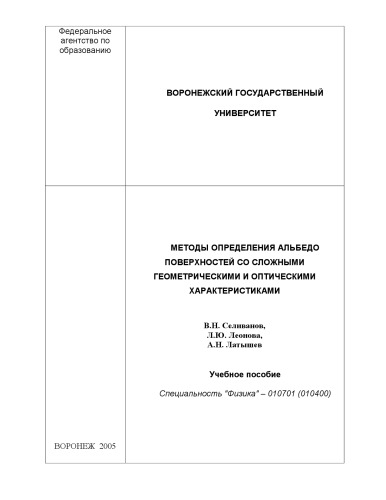 Федеральное
агентство по
образованию
ВОРОНЕЖСКИЙ ГОСУДАРСТВЕННЫЙ
УНИВЕРСИТЕТ
МЕТОДЫ ОПРЕДЕЛЕНИЯ АЛЬБЕДО
ПОВЕРХНОСТЕЙ СО СЛОЖНЫМИ
ГЕОМЕТРИЧЕСКИМИ И ОПТИЧЕСКИМИ
ХАРАКТЕРИСТИКАМИ
В.Н. Селиванов,
Л.Ю. Леонова,
А.Н. Латышев
Учебное пособие
Специальность "Физика" – 010701 (010400)
ВОРОНЕЖ 2005